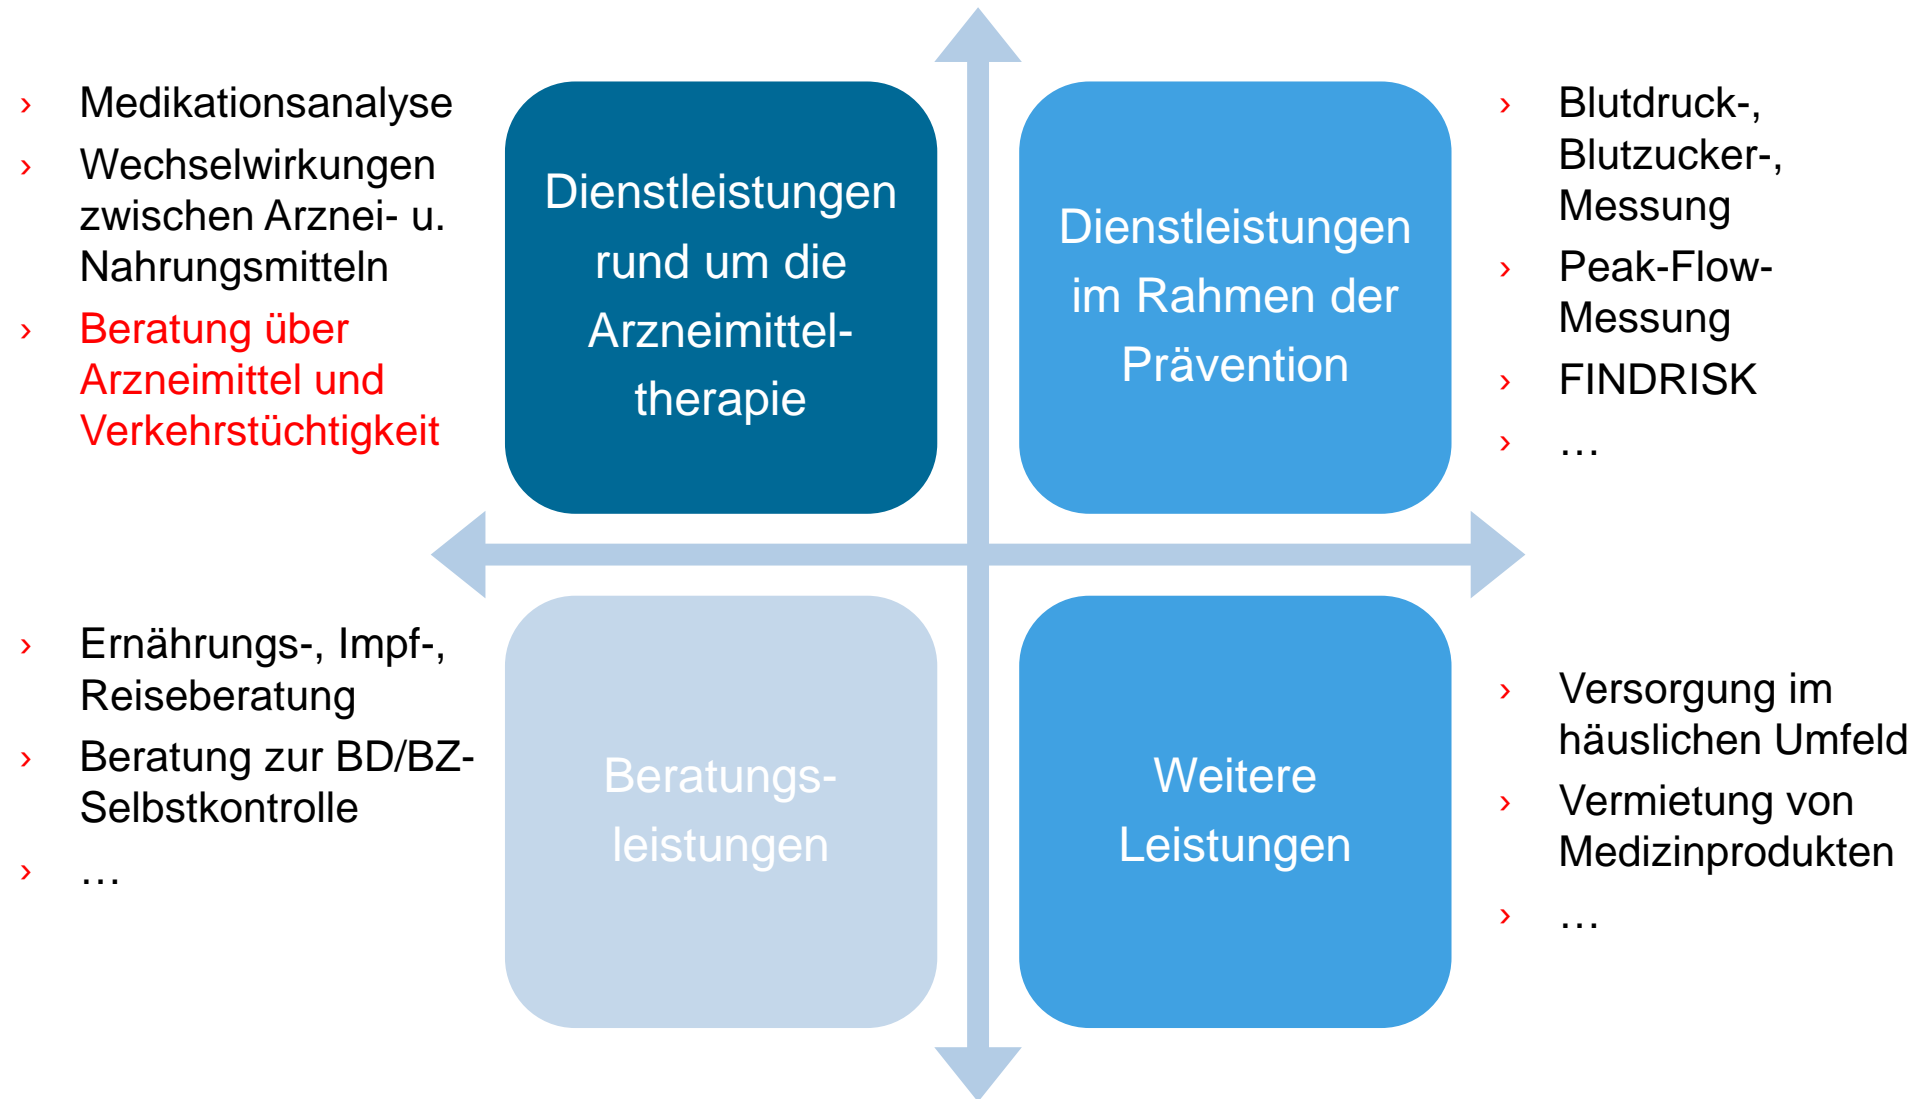 › Medikationsanalyse
› Wechselwirkungen
zwischen Arznei- u.
Nahrungsmitteln
› Beratung über
Arzneimittel und
Verkehrstüchtigkeit
Dienstleistungen
rund um die
Arzneimittel-
therapie
Dienstleistungen
im Rahmen der
Prävention
› Blutdruck-,
Blutzucker-,
Messung
› Peak-Flow-
Messung
› FINDRISK
› …
› Ernährungs-, Impf-,
Reiseberatung
› Beratung zur BD/BZ-
Selbstkontrolle
› …
Beratungs-
leistungen
Weitere
Leistungen
› Versorgung im
häuslichen Umfeld
› Vermietung von
Medizinprodukten
› …